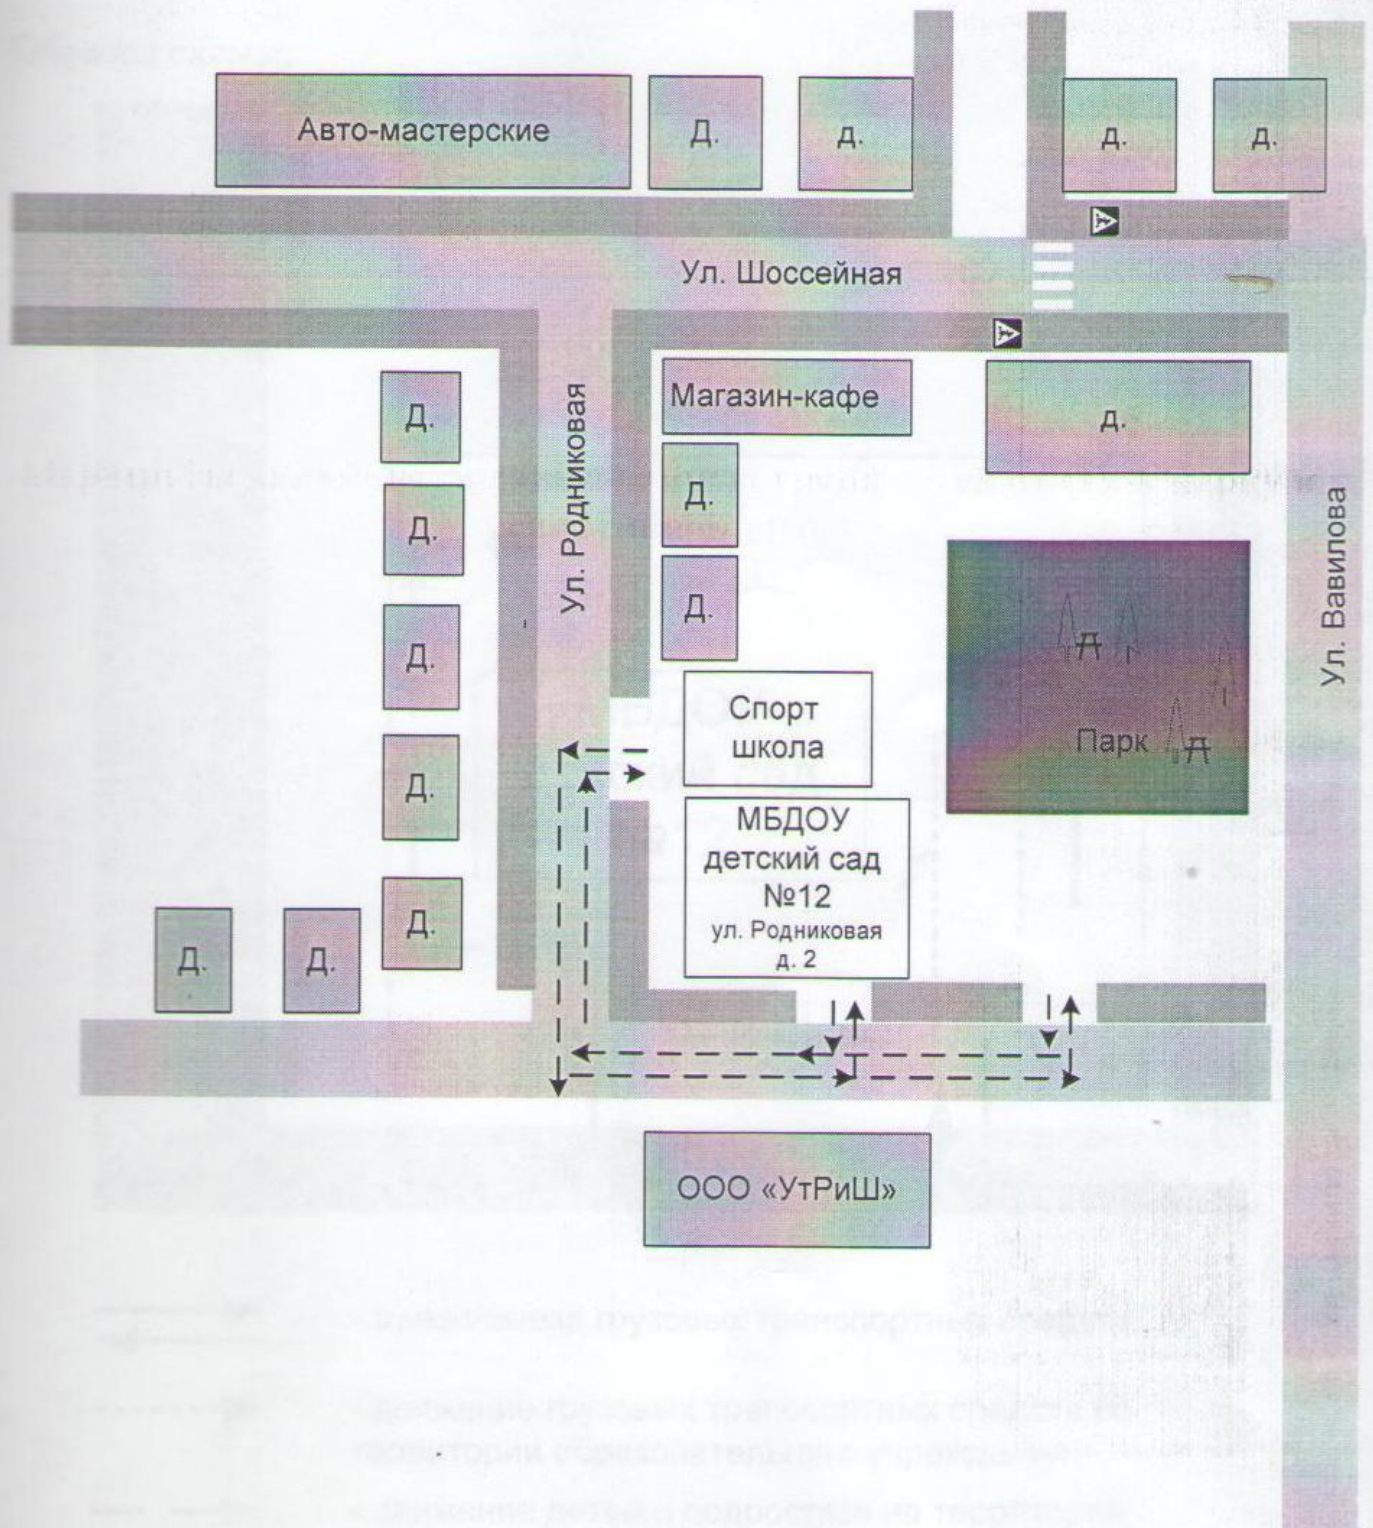 Авто-мастерские
Д.
д.
д.
д.
Ул. Шоссейная
Магазин-кафе
д.
Д.
Ул. Родниковая
Д.
Д.
Д.
Ул. Вавилова
Д.
Спорт
школа
Парк
Д.
МБДОУ
детский сад
№12
ул. Родниковая
д. 2
Д.
Д.
Д.
ООО «УтРиШ»